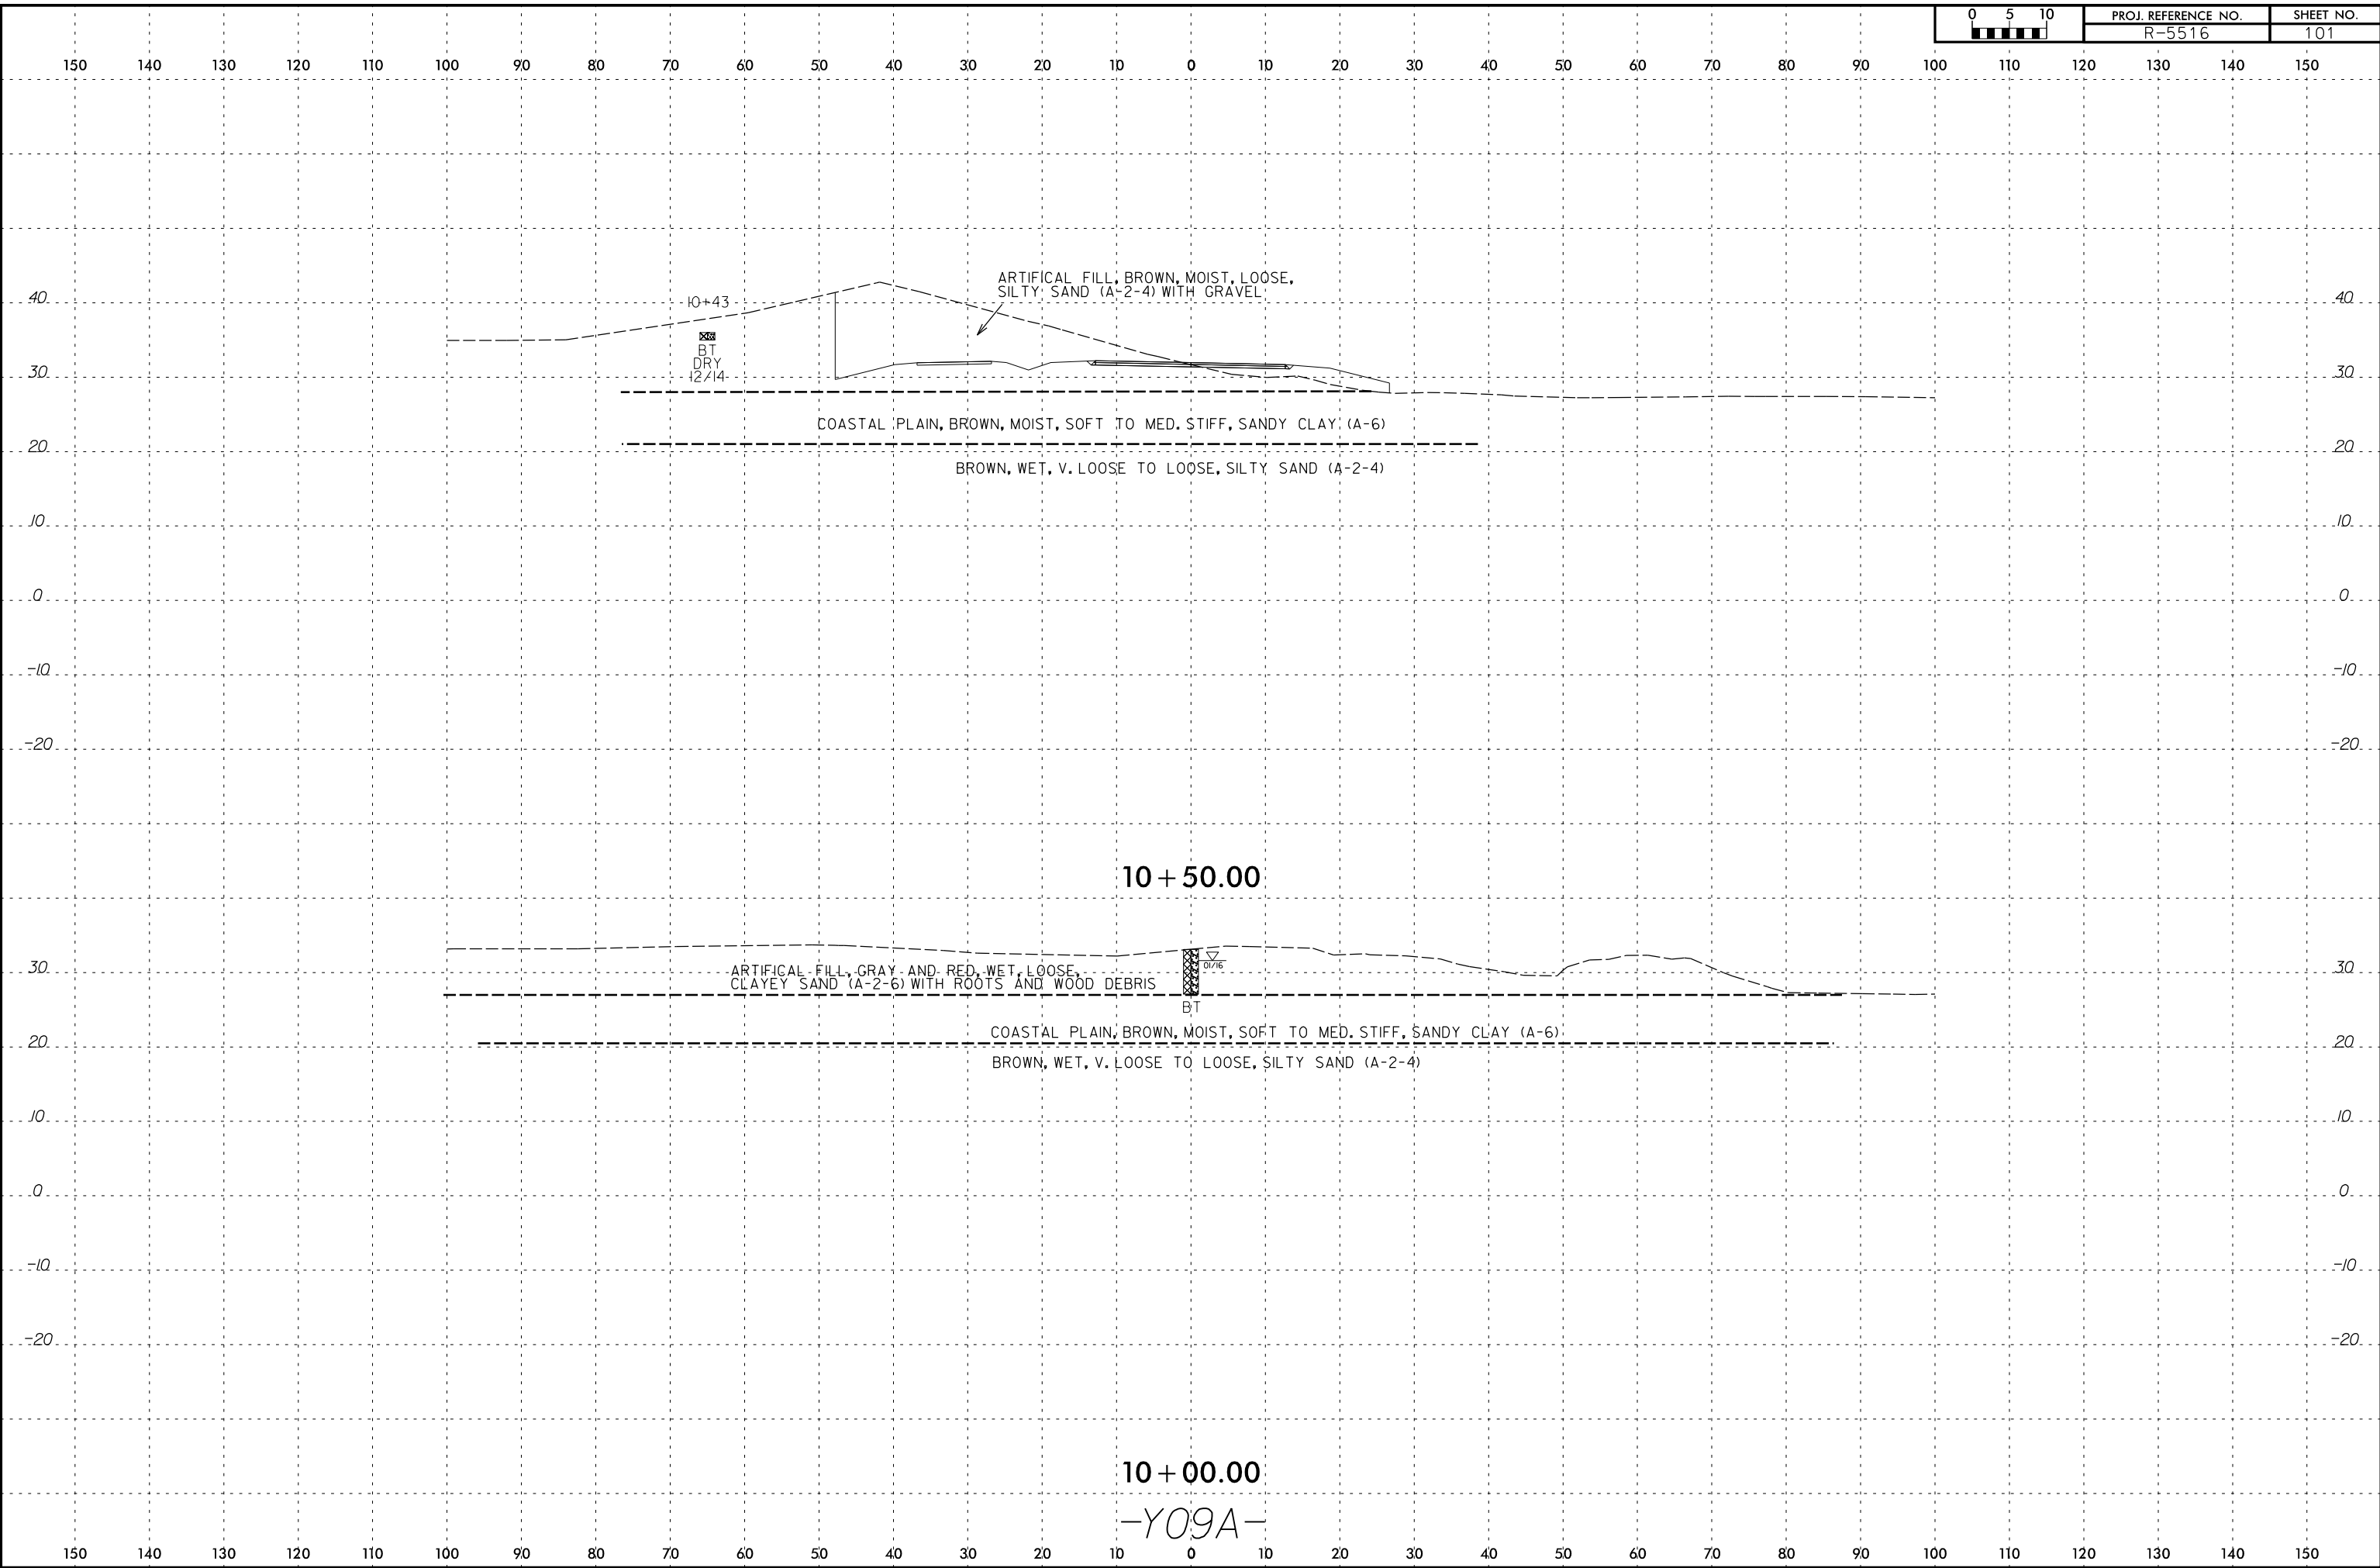 0 5 10
PROJ. REFERENCE NO.
SHEET NO.
R-5516
101
150 140 130 120 110 100 90 80 70 60 50 40 30 20 10 0 10 20 30 40 50 60 70 80 90 100 110 120 130 140 150
ARTIFICAL FILL, BROWN, MOIST, LOOSE,
SILTY SAND (A-2-4) WITH GRAVEL
40 40
10+43
BT
DRY
12/14
30 30
COASTAL PLAIN, BROWN, MOIST, SOFT TO MED. STIFF, SANDY CLAY (A-6)
20 20
BROWN, WET, V. LOOSE TO LOOSE, SILTY SAND (A-2-4)
10 10
0 0
-10 -10
-20 -20
10+50.00
30 30
01/16
ARTIFICAL FILL, GRAY AND RED, WET, LOOSE,
CLAYEY SAND (A-2-6) WITH ROOTS AND WOOD DEBRIS
BT
COASTAL PLAIN, BROWN, MOIST, SOFT TO MED. STIFF, SANDY CLAY (A-6)
20 20
BROWN, WET, V. LOOSE TO LOOSE, SILTY SAND (A-2-4)
10 10
0 0
-10 -10
-20 -20
10+00.00
-Y09A-
150 140 130 120 110 100 90 80 70 60 50 40 30 20 10 0 10 20 30 40 50 60 70 80 90 100 110 120 130 140 150